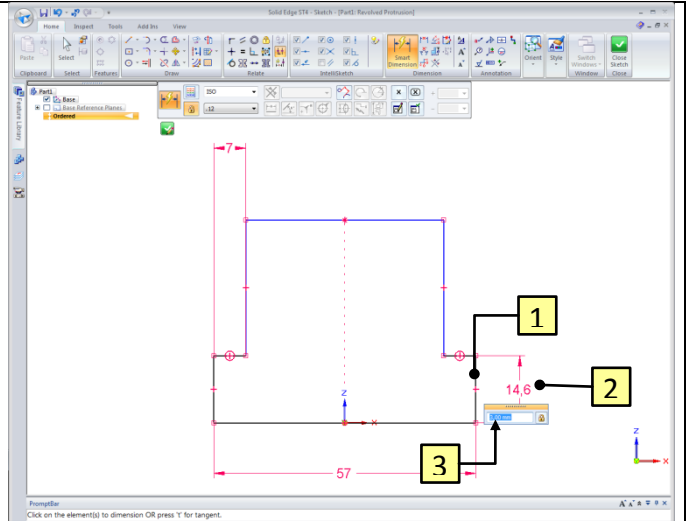 Solid Edge ST4 - Sketch - [Part1: Revolved Protrusion]
Home Inspect Tools Add Ins View
Paste Select Smart Dimension Orient Style Switch Windows Close Sketch
Clipboard Select Features Draw Relate IntelliSketch Dimension Annotation Window Close
Part1
Base
Base Reference Planes
Ordered
ISO
.12
Feature Library
7
1
14,6
2
3
57
Z
X
Z
X
PromptBar
Click on the element(s) to dimension OR press 't' for tangent.